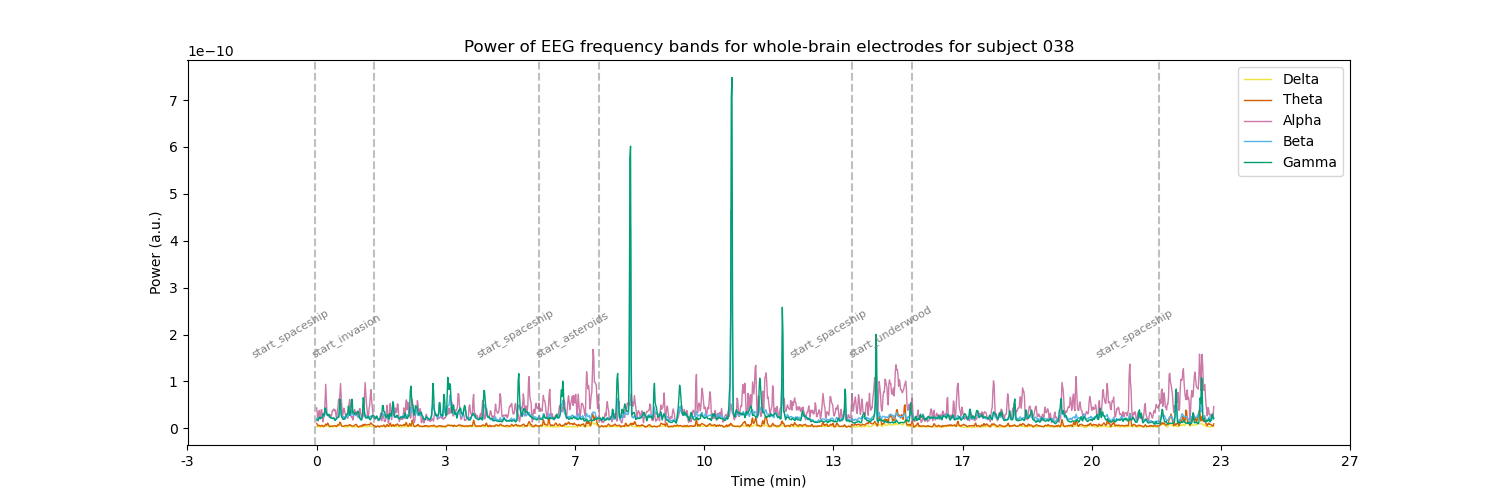 Power of EEG frequency bands for whole-brain electrodes for subject 038
1e−10
Power (a.u.)
7
6
5
4
3
2
1
0
start_spaceship
start_invasion
start_spaceship
start_asteroids
start_spaceship
start_underwood
start_spaceship
Delta
Theta
Alpha
Beta
Gamma
-3 0 3 7 10 13 17 20 23 27
Time (min)